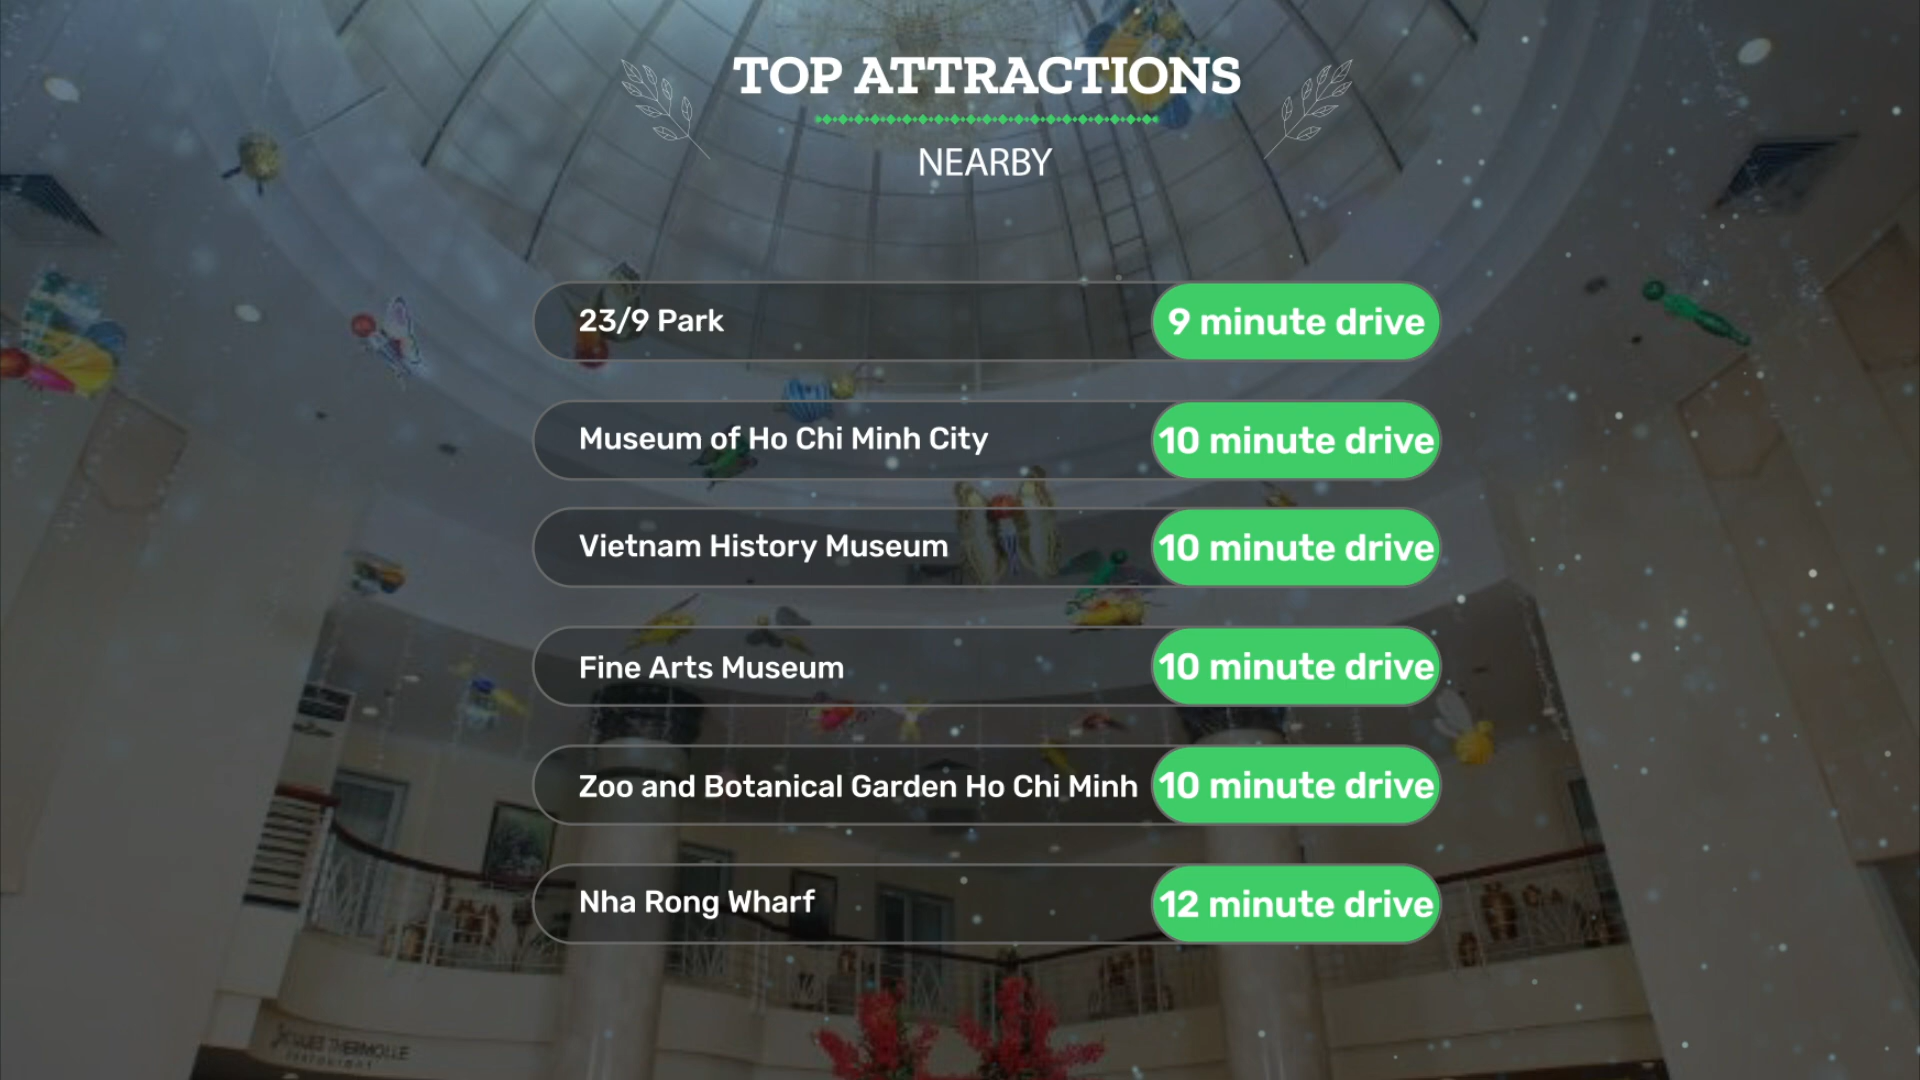 TOP ATTRACTIONS
NEARBY
23/9 Park
9 minute drive
Museum of Ho Chi Minh City
10 minute drive
Vietnam History Museum
10 minute drive
Fine Arts Museum
10 minute drive
Zoo and Botanical Garden Ho Chi Minh
10 minute drive
Nha Rong Wharf
12 minute drive